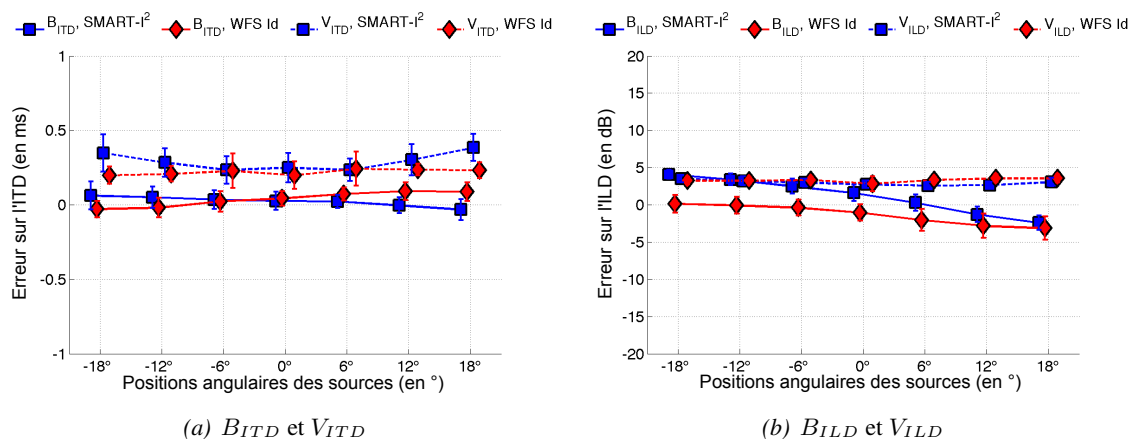 B_ITD, SMART-I² B_ITD, WFS Id V_ITD, SMART-I² V_ITD, WFS Id
1
0.5
0
-0.5
-1
Erreur sur l'ITD (en ms)
-18° -12° -6° 0° 6° 12° 18°
Positions angulaires des sources (en °)
(a) B_ITD et V_ITD
B_ILD, SMART-I² B_ILD, WFS Id V_ILD, SMART-I² V_ILD, WFS Id
20
15
10
5
0
-5
-10
-15
-20
Erreur sur l'ILD (en dB)
-18° -12° -6° 0° 6° 12° 18°
Positions angulaires des sources (en °)
(b) B_ILD et V_ILD